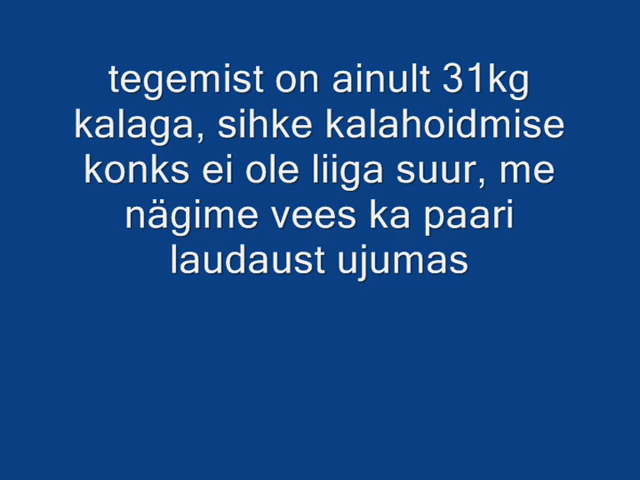 tegemist on ainult 31kg
kalaga, sihke kalahoidmise
konks ei ole liiga suur, me
nägime vees ka paari
laudaust ujumas